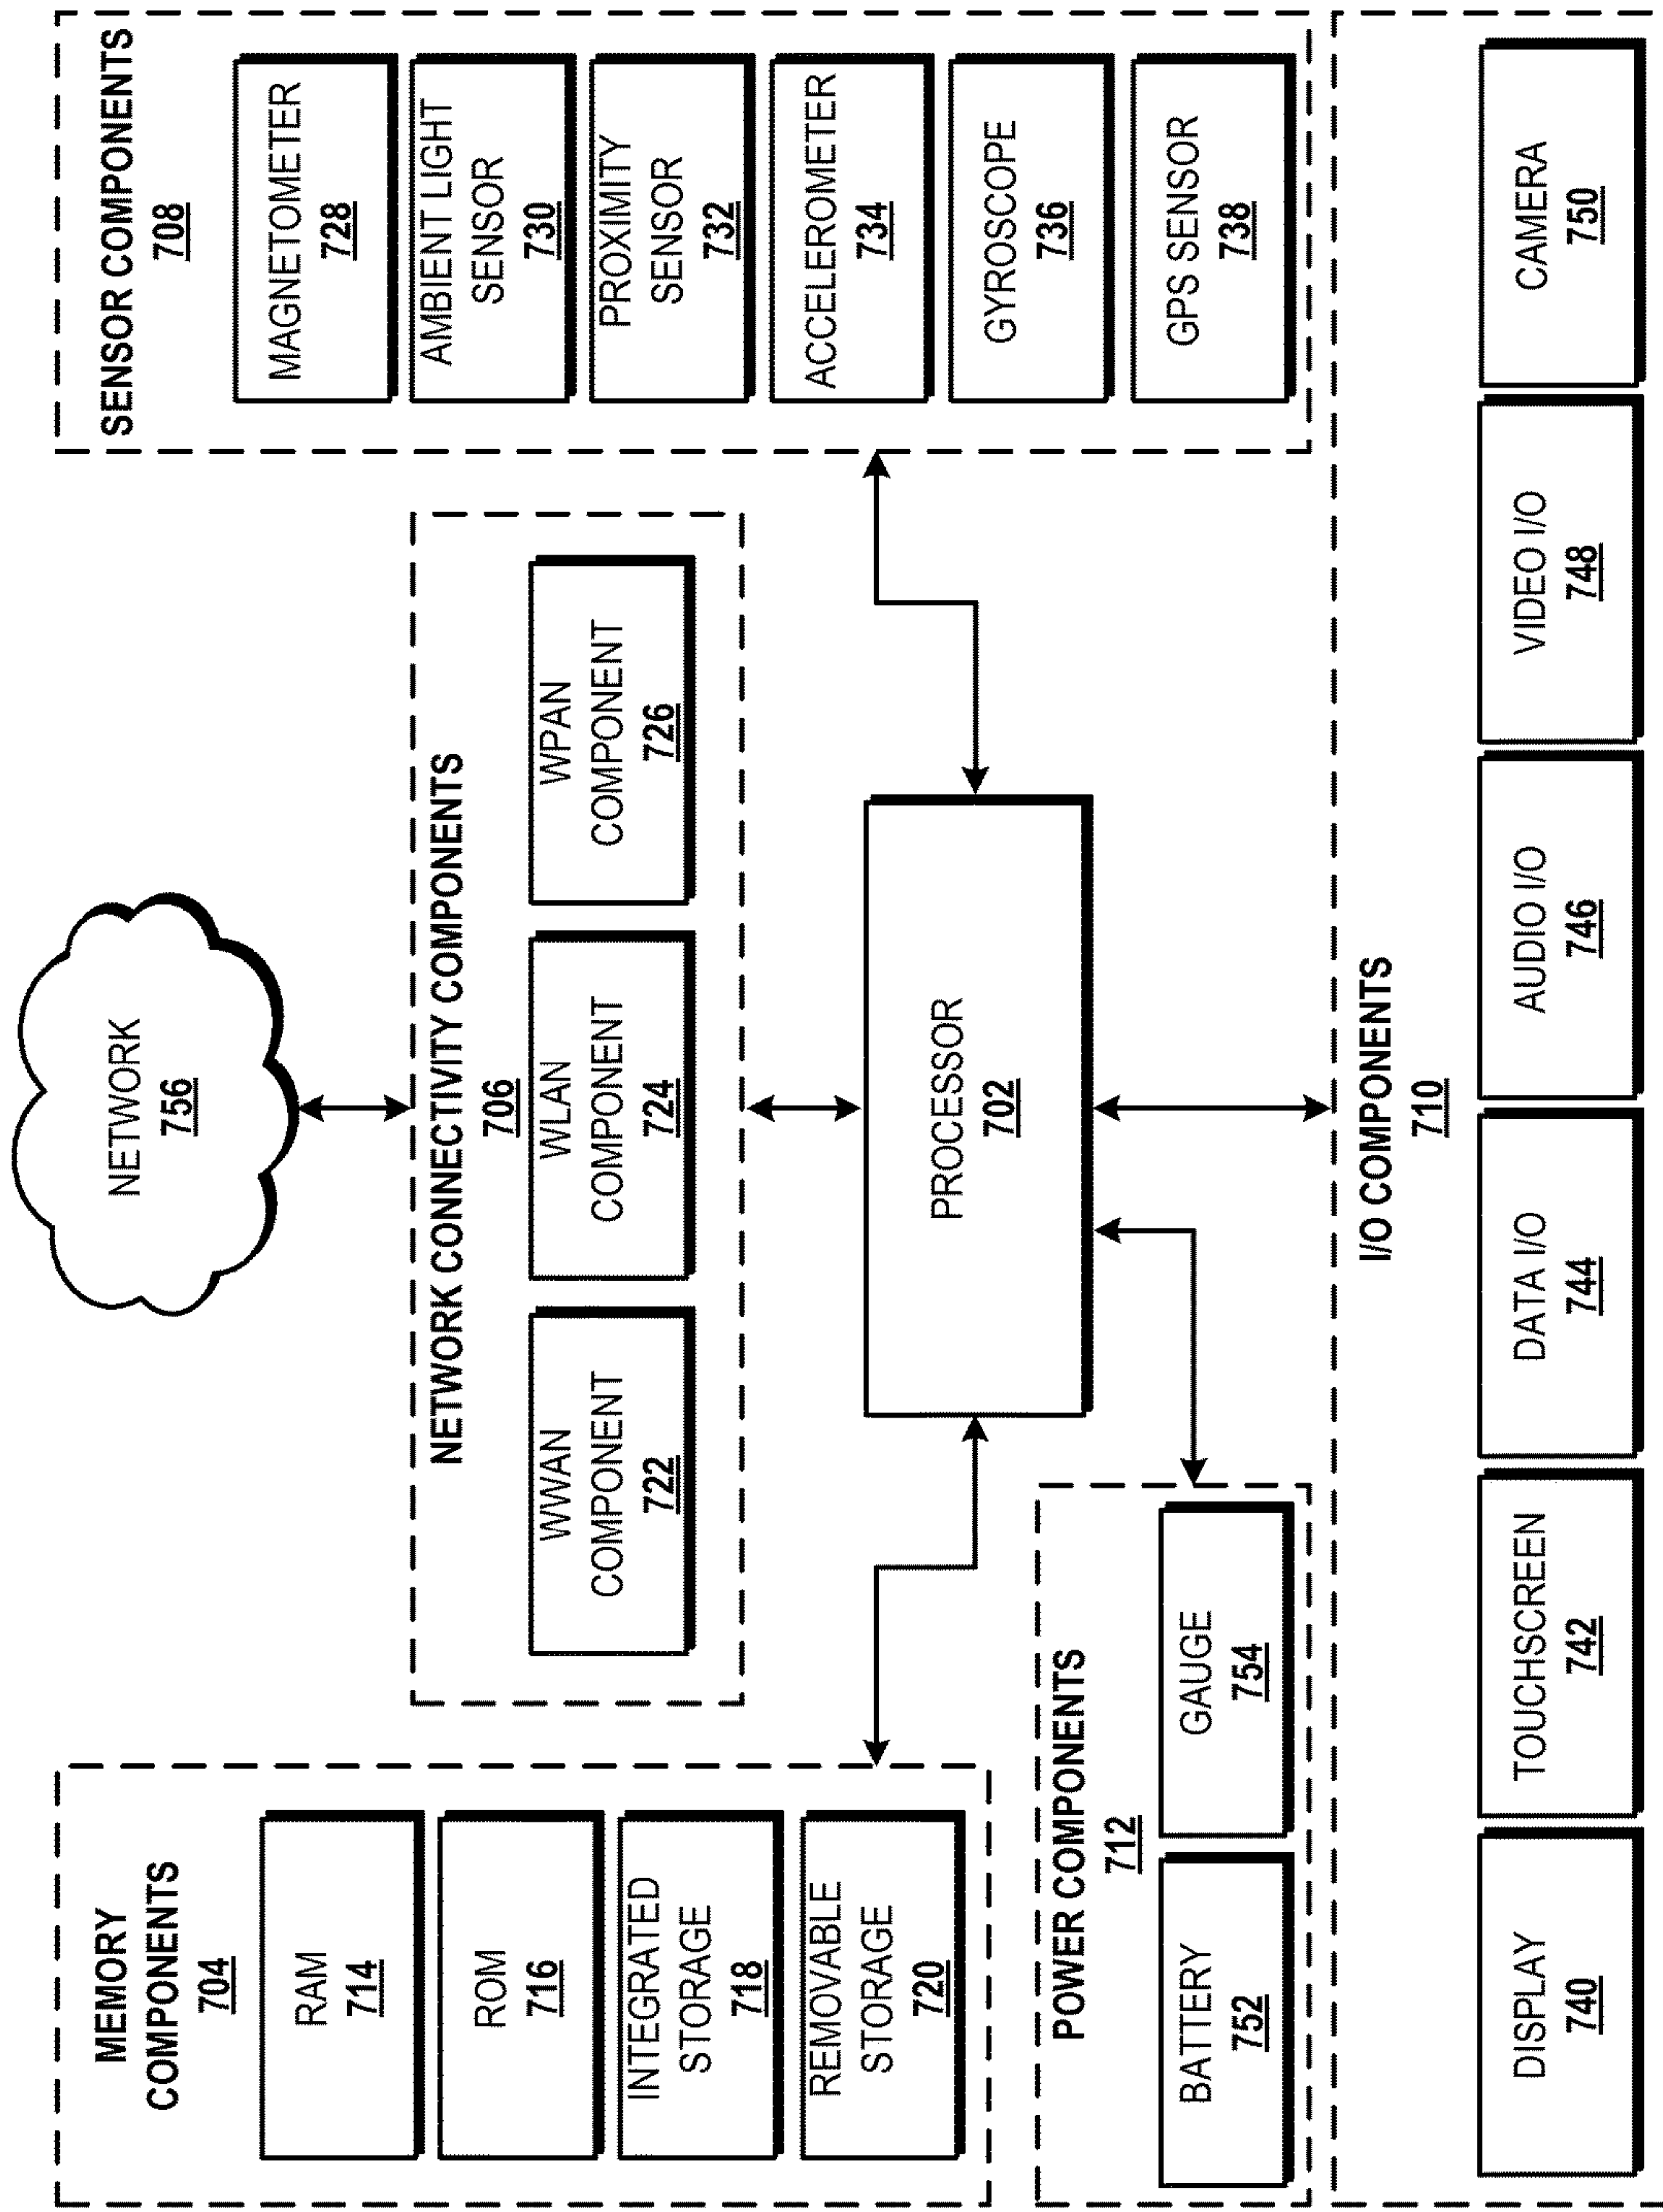 NETWORK
756
MEMORY
COMPONENTS
704
RAM
714
ROM
716
INTEGRATED
STORAGE
718
REMOVABLE
STORAGE
720
NETWORK CONNECTIVITY COMPONENTS
706
WWAN
COMPONENT
722
WLAN
COMPONENT
724
WPAN
COMPONENT
726
SENSOR COMPONENTS
708
MAGNETOMETER
728
AMBIENT LIGHT
SENSOR
730
PROXIMITY
SENSOR
732
ACCELEROMETER
734
GYROSCOPE
736
GPS SENSOR
738
PROCESSOR
702
POWER COMPONENTS
712
BATTERY
752
GAUGE
754
I/O COMPONENTS
710
DISPLAY
740
TOUCHSCREEN
742
DATA I/O
744
AUDIO I/O
746
VIDEO I/O
748
CAMERA
750